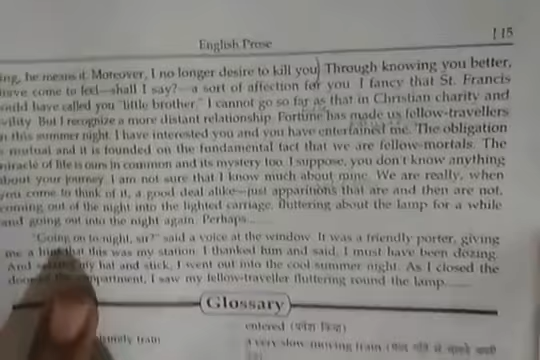 English Prose
115
ing, he means it. Moreover, I no longer desire to kill you. Through knowing you better,
have come to feel—shall I say?—a sort of affection for you. I fancy that St. Francis
ould have called you "little brother." I cannot go so far as that in Christian charity and
vility. But I recognize a more distant relationship. Fortune has made us fellow-travellers
n this summer night. I have interested you and you have entertained me. The obligation
s mutual and it is founded on the fundamental fact that we are fellow-mortals. The
miracle of life is ours in common and its mystery too. I suppose, you don't know anything
about your journey. I am not sure that I know much about mine. We are really, when
you come to think of it, a good deal alike—just apparitions that are and then are not,
coming out of the night into the lighted carriage, fluttering about the lamp for a while
and going out into the night again. Perhaps......
"Going on to night, sir?" said a voice at the window. It was a friendly porter, giving
me a hint that this was my station. I thanked him and said, I must have been dozing.
And my hat and stick, I went out into the cool summer night. As I closed the
door compartment, I saw my fellow-traveller fluttering round the lamp......
Glossary
train
entered (प्रवेश किया)
a very slow moving train